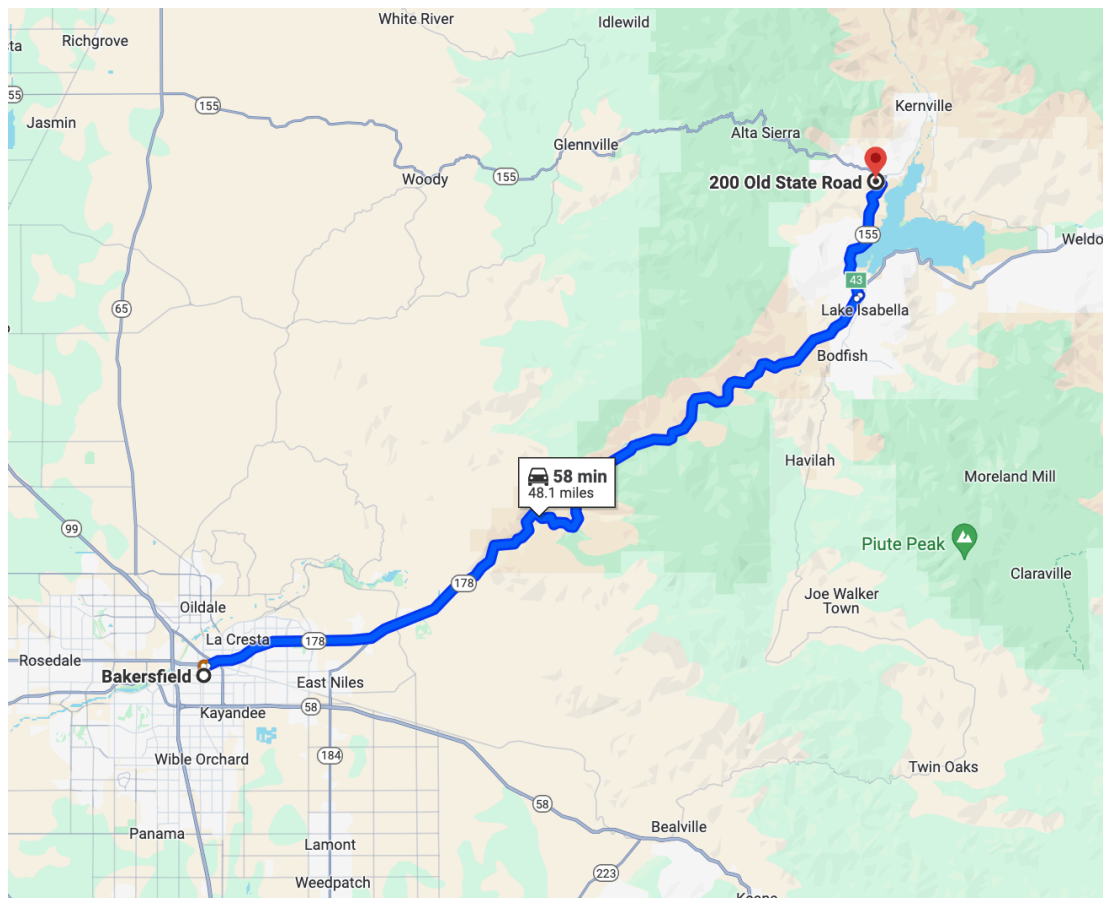 White River
Idlewild
Richgrove
ta
55
155
Kernville
Jasmin
Alta Sierra
Glennville
155
Woody
200 Old State Road
155
Weldo
43
65
Lake Isabella
Bodfish
Havilah
58 min
48.1 miles
Moreland Mill
99
Piute Peak
178
Claraville
Joe Walker
Town
Oildale
La Cresta
178
Rosedale
Bakersfield
East Niles
Kayandee
58
184
Wible Orchard
Twin Oaks
58
Panama
Bealville
Lamont
223
Weedpatch
Keene